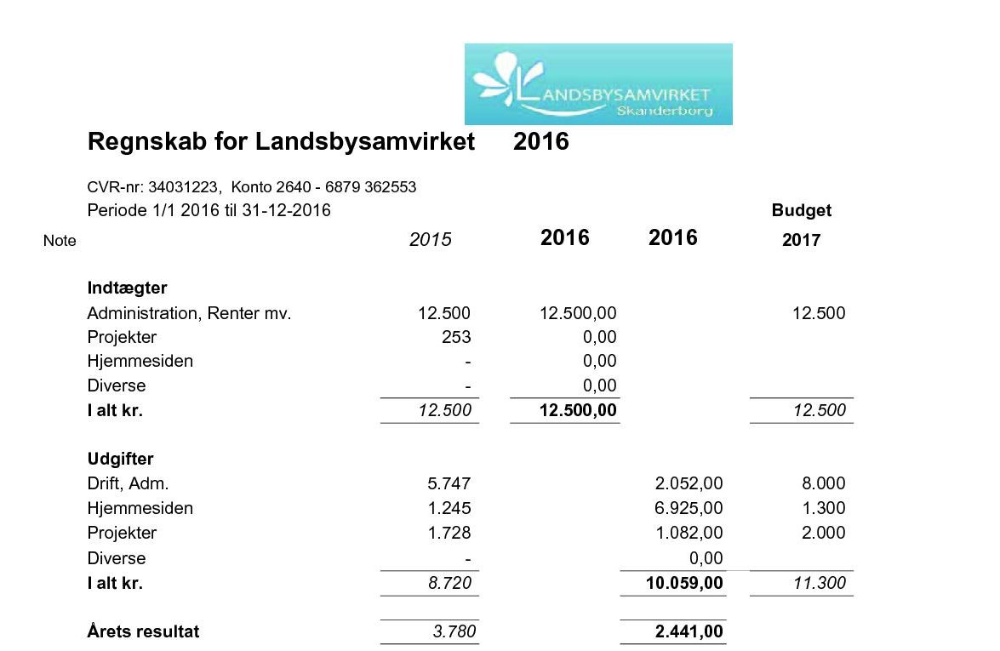 LANDSBYSAMVIRKET
Skanderborg
Regnskab for Landsbysamvirket 2016
CVR-nr: 34031223, Konto 2640 - 6879 362553
Periode 1/1 2016 til 31-12-2016 Budget
Note 2015 2016 2016 2017
Indtægter
Administration, Renter mv. 12.500 12.500,00 12.500
Projekter 253 0,00
Hjemmesiden - 0,00
Diverse - 0,00
I alt kr. 12.500 12.500,00 12.500
Udgifter
Drift, Adm. 5.747 2.052,00 8.000
Hjemmesiden 1.245 6.925,00 1.300
Projekter 1.728 1.082,00 2.000
Diverse - 0,00
I alt kr. 8.720 10.059,00 11.300
Årets resultat 3.780 2.441,00